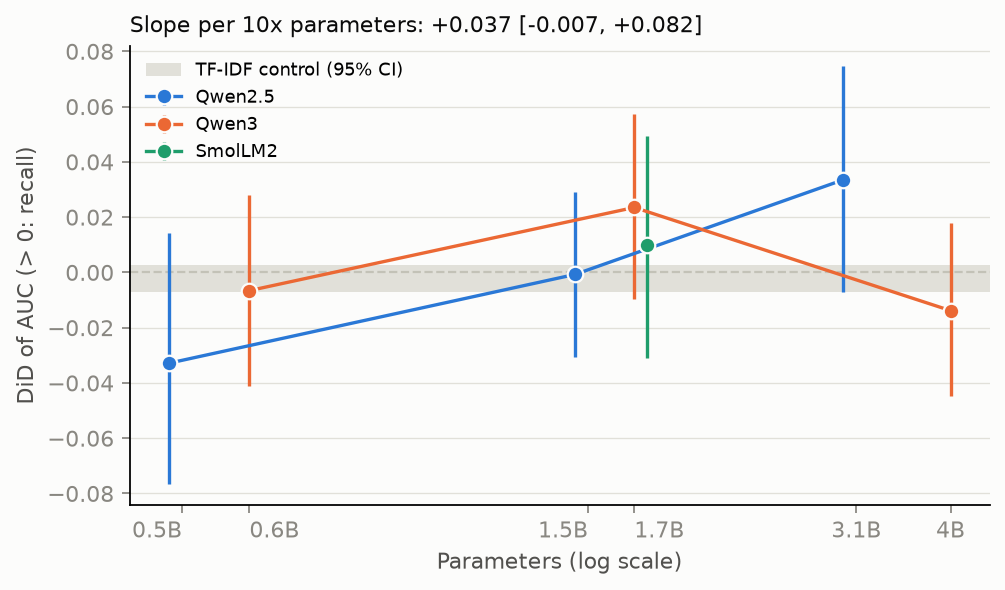 Slope per 10x parameters: +0.037 [-0.007, +0.082]
0.08
0.06
0.04
0.02
0.00
−0.02
−0.04
−0.06
−0.08
DiD of AUC (> 0: recall)
TF-IDF control (95% CI)
Qwen2.5
Qwen3
SmolLM2
0.5B 0.6B 1.5B 1.7B 3.1B 4B
Parameters (log scale)